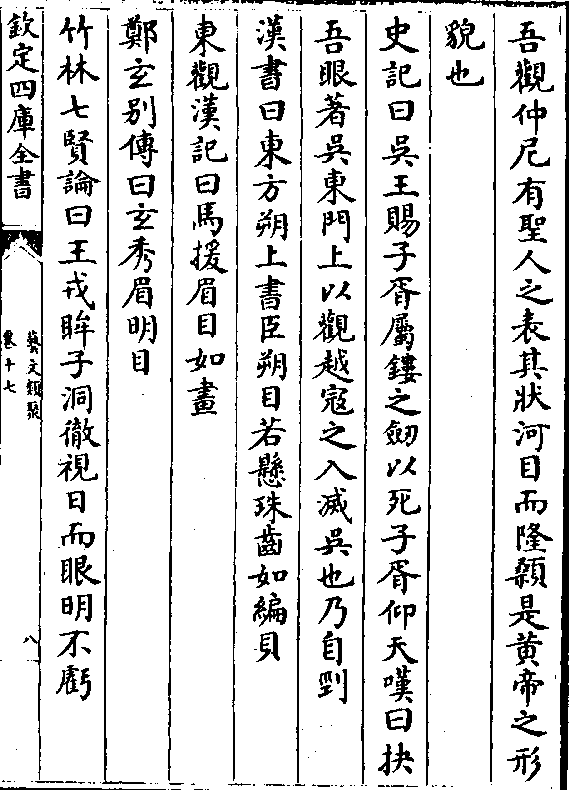 吾觀仲尼有聖人之表其狀河目而隆顙是黃帝之形
貌也
史記曰吳王賜子胥屬鏤之劒以死子胥仰天嘆曰抉
吾眼著吳東門上以觀越寇之入滅吳也乃自剄
漢書曰東方朔上書臣朔目若懸珠齒如編貝
東觀漢記曰馬援眉目如畫
鄭玄别傳曰玄秀眉明目
竹林七賢論曰王戎眸子洞徹視日而眼明不虧
欽定四庫全書
藝文類聚
卷十七
八